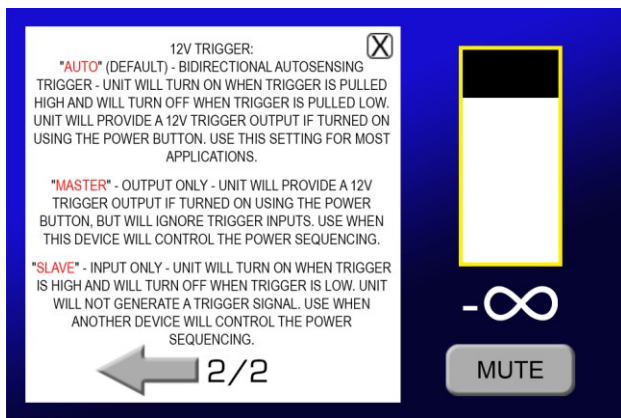 12V TRIGGER:
X
"AUTO" (DEFAULT) - BIDIRECTIONAL AUTOSENSING
TRIGGER - UNIT WILL TURN ON WHEN TRIGGER IS PULLED
HIGH AND WILL TURN OFF WHEN TRIGGER IS PULLED LOW.
UNIT WILL PROVIDE A 12V TRIGGER OUTPUT IF TURNED ON
USING THE POWER BUTTON. USE THIS SETTING FOR MOST
APPLICATIONS.
"MASTER" - OUTPUT ONLY - UNIT WILL PROVIDE A 12V
TRIGGER OUTPUT IF TURNED ON USING THE POWER
BUTTON, BUT WILL IGNORE TRIGGER INPUTS. USE WHEN
THIS DEVICE WILL CONTROL THE POWER SEQUENCING.
"SLAVE" - INPUT ONLY - UNIT WILL TURN ON WHEN TRIGGER
IS HIGH AND WILL TURN OFF WHEN TRIGGER IS LOW. UNIT
WILL NOT GENERATE A TRIGGER SIGNAL. USE WHEN
ANOTHER DEVICE WILL CONTROL THE POWER
SEQUENCING.
2/2
-∞
MUTE